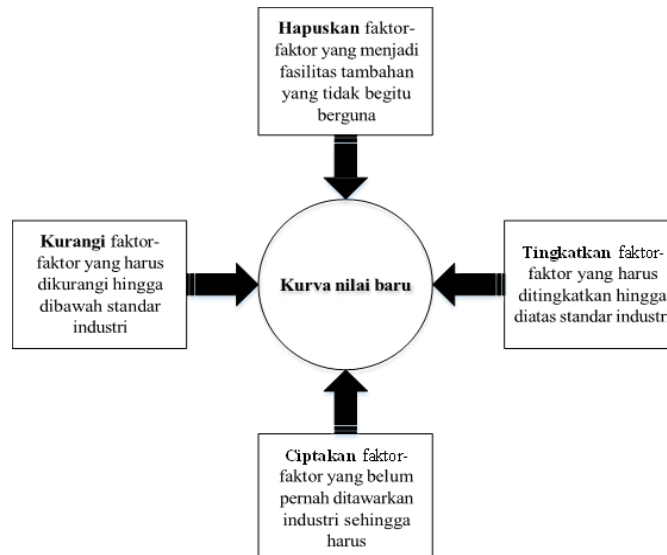 Hapuskan faktor-
faktor yang menjadi
fasilitas tambahan
yang tidak begitu
berguna
Kurangi faktor-
faktor yang harus
dikurangi hingga
dibawah standar
industri
Kurva nilai baru
Tingkatkan faktor-
faktor yang harus
ditingkatkan hingga
diatas standar industr
Ciptakan faktor-
faktor yang belum
pernah ditawarkan
industri sehingga
harus